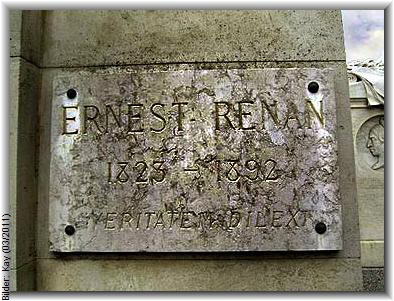 ERNEST RENAN
1823 - 1892
VERITATEM DILEXI
Bilder: Kay (03/2011)